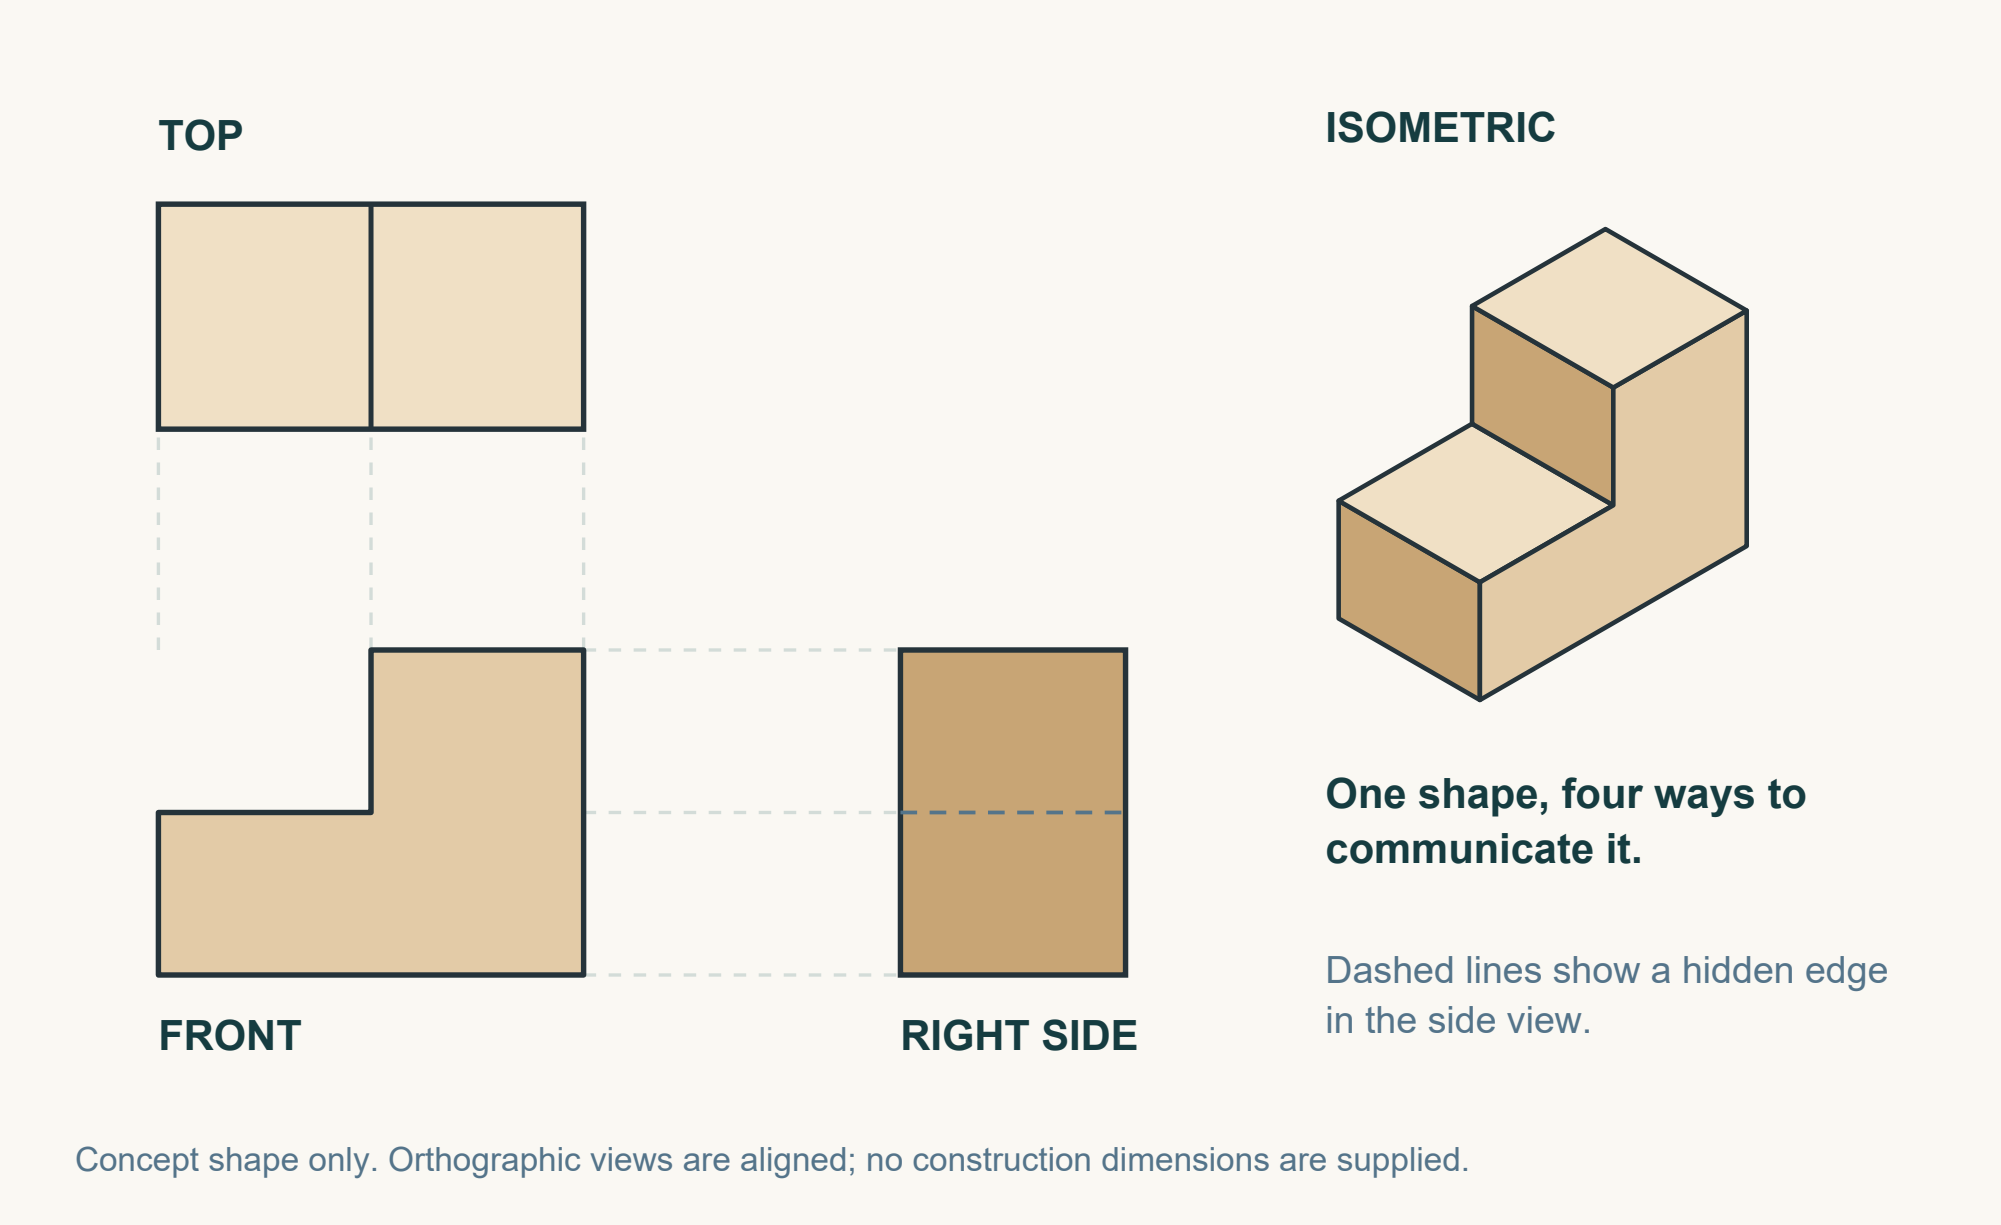 TOP
ISOMETRIC
One shape, four ways to
communicate it.
Dashed lines show a hidden edge
in the side view.
FRONT
RIGHT SIDE
Concept shape only. Orthographic views are aligned; no construction dimensions are supplied.